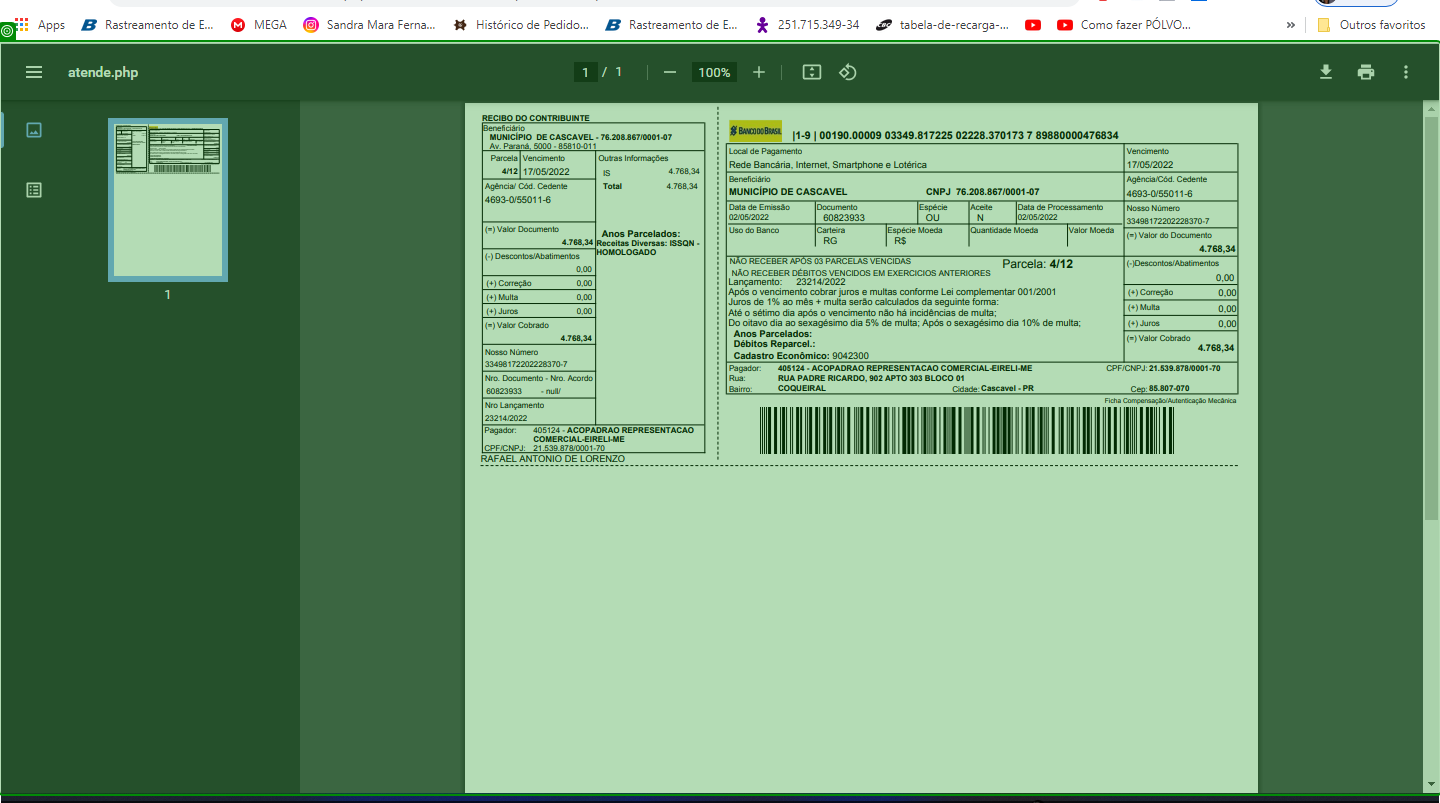 Apps
Rastreamento de E...
MEGA
Sandra Mara Ferna...
Histórico de Pedido...
Rastreamento de E...
251.715.349-34
tabela-de-recarga-...
Como fazer PÓLVO...
»
Outros favoritos
atende.php
1 / 1
100%
1
RECIBO DO CONTRIBUINTE
Beneficiário
MUNICÍPIO DE CASCAVEL - 76.208.867/0001-07
Av. Paraná, 5000 - 85810-011
Parcela Vencimento Outras Informações
4/12 17/05/2022 IS 4.768,34
Agência/ Cód. Cedente Total 4.768,34
4693-0/55011-6
(=) Valor Documento
4.768,34
Anos Parcelados:
Receitas Diversas: ISSQN -
HOMOLOGADO
(-) Descontos/Abatimentos
0,00
(+) Correção 0,00
(+) Multa 0,00
(+) Juros 0,00
(=) Valor Cobrado
4.768,34
Nosso Número
33498172202228370-7
Nro. Documento - Nro. Acordo
60823933 - null/
Nro Lançamento
23214/2022
Pagador: 405124 - ACOPADRAO REPRESENTACAO
COMERCIAL-EIRELI-ME
CPF/CNPJ: 21.539.878/0001-70
RAFAEL ANTONIO DE LORENZO
BANCO DO BRASIL |1-9 | 00190.00009 03349.817225 02228.370173 7 89880000476834
Local de Pagamento Vencimento
Rede Bancária, Internet, Smartphone e Lotérica 17/05/2022
Beneficiário Agência/Cód. Cedente
MUNICÍPIO DE CASCAVEL CNPJ 76.208.867/0001-07 4693-0/55011-6
Data de Emissão Documento Espécie Aceite Data de Processamento Nosso Número
02/05/2022 60823933 OU N 02/05/2022 33498172202228370-7
Uso do Banco Carteira Espécie Moeda Quantidade Moeda Valor Moeda (=) Valor do Documento
RG R$ 4.768,34
NÃO RECEBER APÓS 03 PARCELAS VENCIDAS Parcela: 4/12 (-)Descontos/Abatimentos
NÃO RECEBER DÉBITOS VENCIDOS EM EXERCICIOS ANTERIORES 0,00
Lançamento: 23214/2022
Após o vencimento cobrar juros e multas conforme Lei complementar 001/2001 (+) Correção 0,00
Juros de 1% ao mês + multa serão calculados da seguinte forma:
Até o sétimo dia após o vencimento não há incidências de multa; (+) Multa 0,00
Do oitavo dia ao sexagésimo dia 5% de multa; Após o sexagésimo dia 10% de multa; (+) Juros 0,00
Anos Parcelados:
Débitos Reparcel.: (=) Valor Cobrado
4.768,34
Cadastro Econômico: 9042300
Pagador: 405124 - ACOPADRAO REPRESENTACAO COMERCIAL-EIRELI-ME CPF/CNPJ: 21.539.878/0001-70
Rua: RUA PADRE RICARDO, 902 APTO 303 BLOCO 01
Bairro: COQUEIRAL Cidade: Cascavel - PR Cep: 85.807-070
Ficha Compensação/Autenticação Mecânica